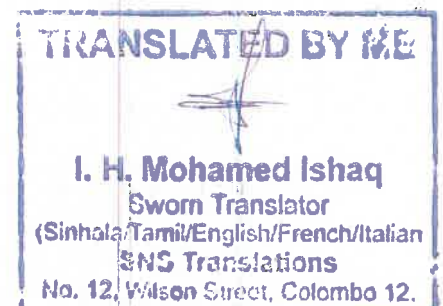 TRANSLATED BY ME
I. H. Mohamed Ishaq
Sworn Translator
(Sinhala/Tamil/English/French/Italian
SNS Translations
No. 12, Wilson Street, Colombo 12.